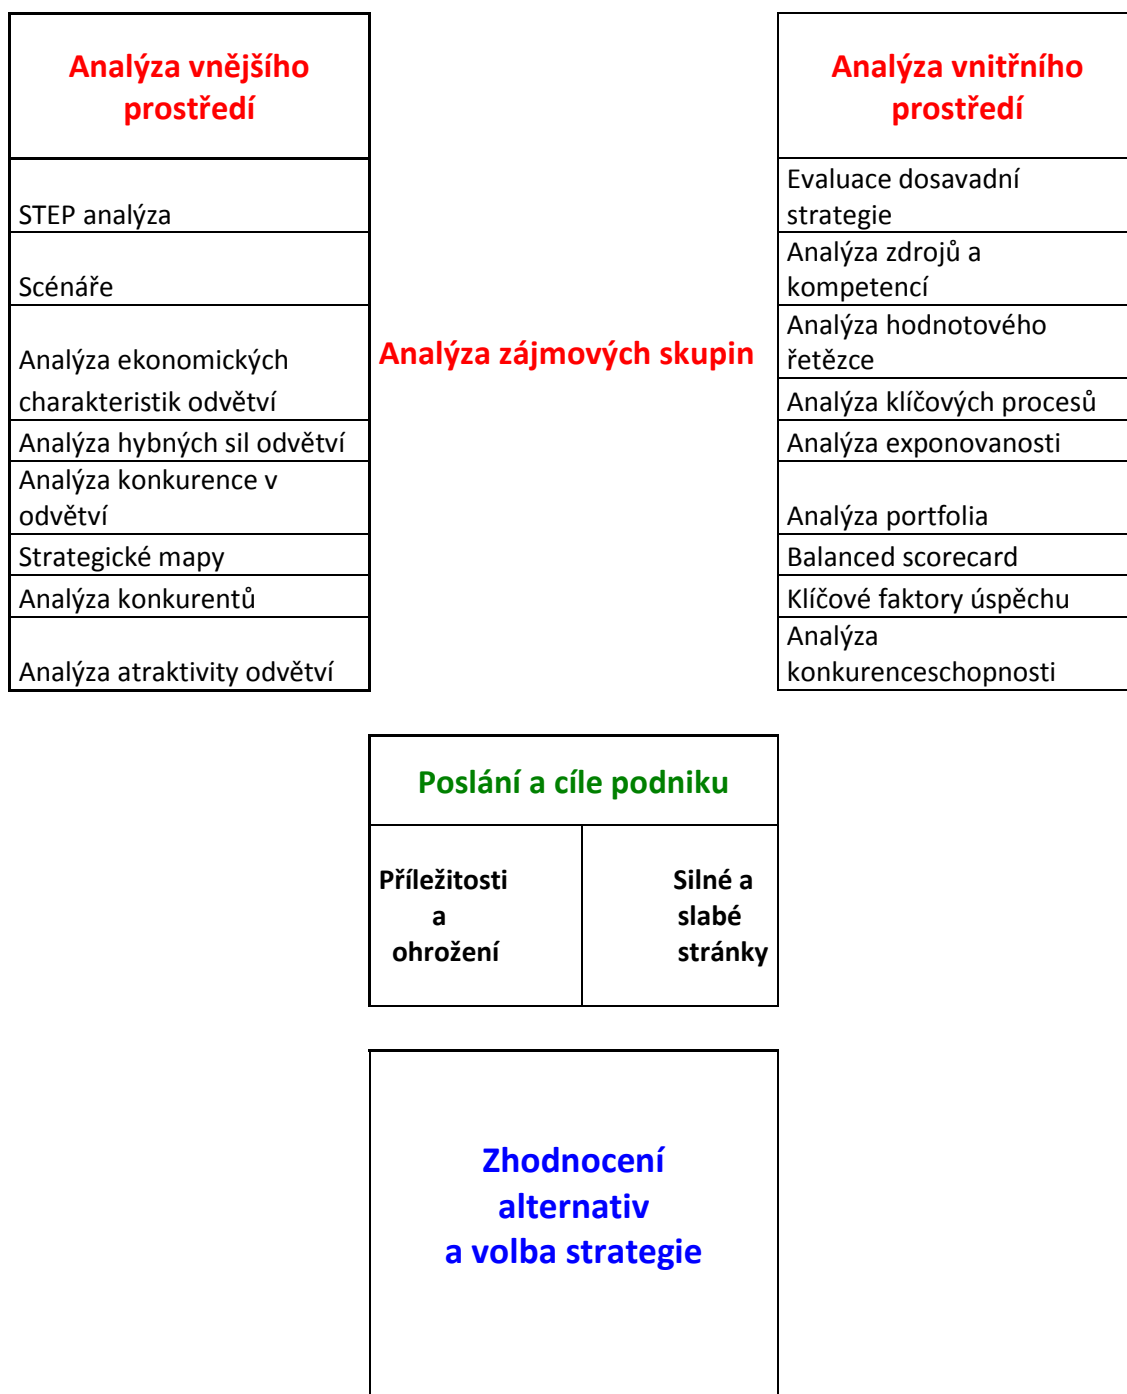 Analýza vnějšího
prostředí
STEP analýza
Scénáře
Analýza ekonomických
charakteristik odvětví
Analýza hybných sil odvětví
Analýza konkurence v
odvětví
Strategické mapy
Analýza konkurentů
Analýza atraktivity odvětví
Analýza zájmových skupin
Analýza vnitřního
prostředí
Evaluace dosavadní
strategie
Analýza zdrojů a
kompetencí
Analýza hodnotového
řetězce
Analýza klíčových procesů
Analýza exponovanosti
Analýza portfolia
Balanced scorecard
Klíčové faktory úspěchu
Analýza
konkurenceschopnosti
Poslání a cíle podniku
Příležitosti
a
ohrožení
Silné a
slabé
stránky
Zhodnocení
alternativ
a volba strategie